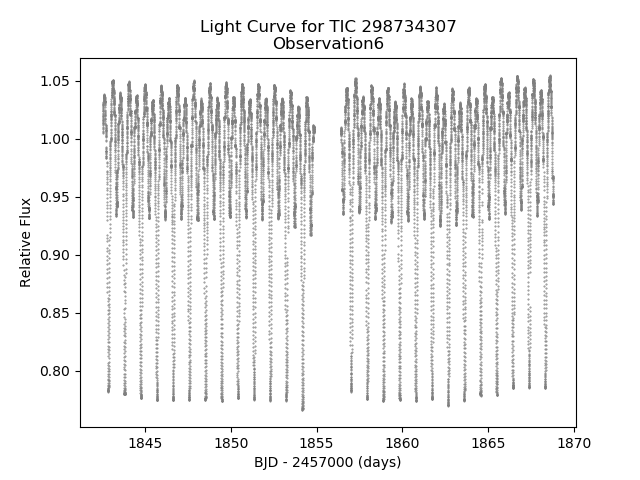 Light Curve for TIC 298734307
Observation6
1.05
1.00
0.95
0.90
0.85
0.80
Relative Flux
1845 1850 1855 1860 1865 1870
BJD - 2457000 (days)